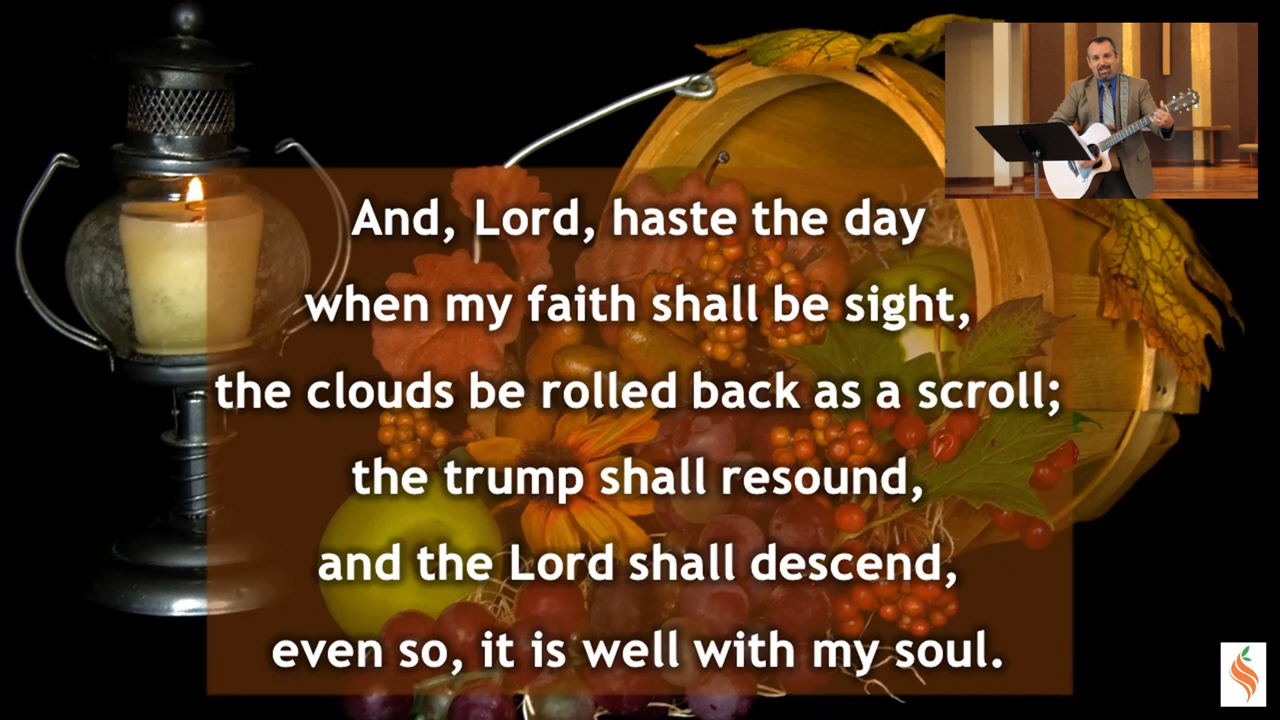 And, Lord, haste the day
when my faith shall be sight,
the clouds be rolled back as a scroll;
the trump shall resound,
and the Lord shall descend,
even so, it is well with my soul.